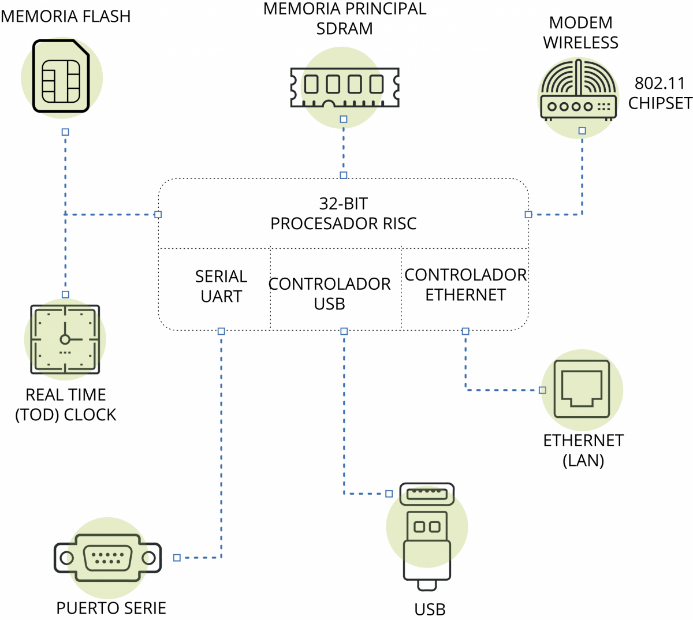 MEMORIA FLASH
MEMORIA PRINCIPAL
SDRAM
MODEM
WIRELESS
802.11
CHIPSET
32-BIT
PROCESADOR RISC
SERIAL
UART
CONTROLADOR
USB
CONTROLADOR
ETHERNET
REAL TIME
(TOD) CLOCK
ETHERNET
(LAN)
PUERTO SERIE
USB